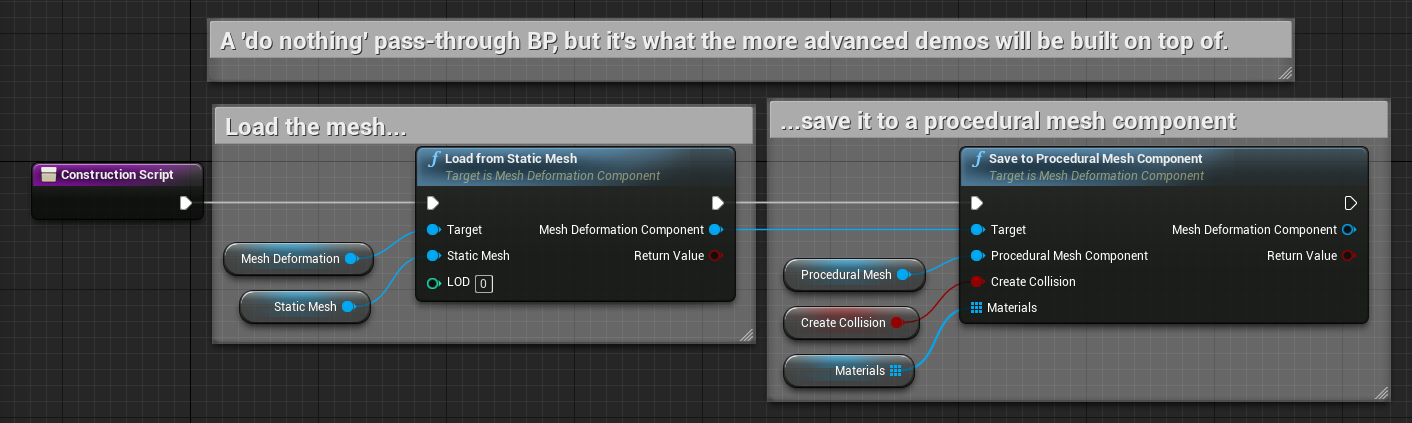 A 'do nothing' pass-through BP, but it's what the more advanced demos will be built on top of.
Load the mesh...
...save it to a procedural mesh component
Construction Script
Load from Static Mesh
Target is Mesh Deformation Component
Target
Mesh Deformation Component
Static Mesh
Return Value
LOD 0
Mesh Deformation
Static Mesh
Save to Procedural Mesh Component
Target is Mesh Deformation Component
Target
Mesh Deformation Component
Procedural Mesh Component
Return Value
Create Collision
Materials
Procedural Mesh
Create Collision
Materials